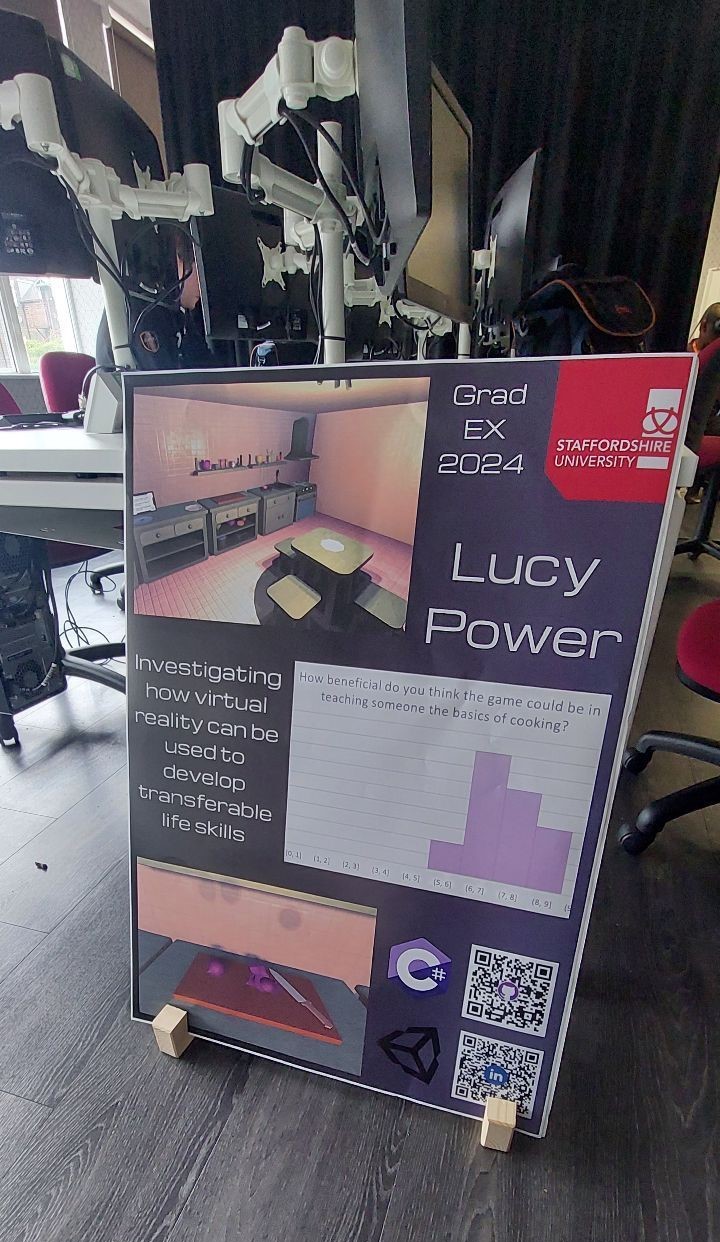 Grad
EX
2024
STAFFORDSHIRE
UNIVERSITY
Lucy
Power
Investigating
how virtual
reality can be
used to
develop
transferable
life skills
How beneficial do you think the game could be in
teaching someone the basics of cooking?
[0, 1] (1, 2] (2, 3] (3, 4] (4, 5] (5, 6] (6, 7] (7, 8] (8, 9]
C#
in